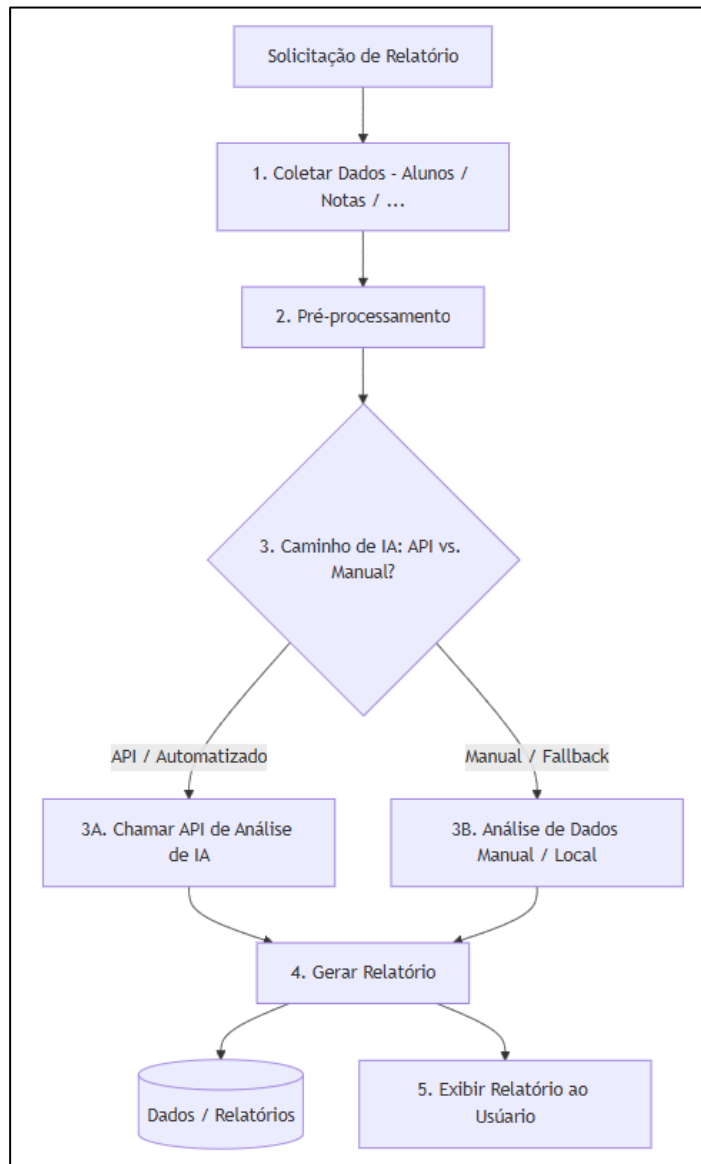 Solicitação de Relatório
1. Coletar Dados - Alunos /
Notas / ...
2. Pré-processamento
3. Caminho de IA: API vs.
Manual?
API / Automatizado
Manual / Fallback
3A. Chamar API de Análise
de IA
3B. Análise de Dados
Manual / Local
4. Gerar Relatório
Dados / Relatórios
5. Exibir Relatório ao
Usúario